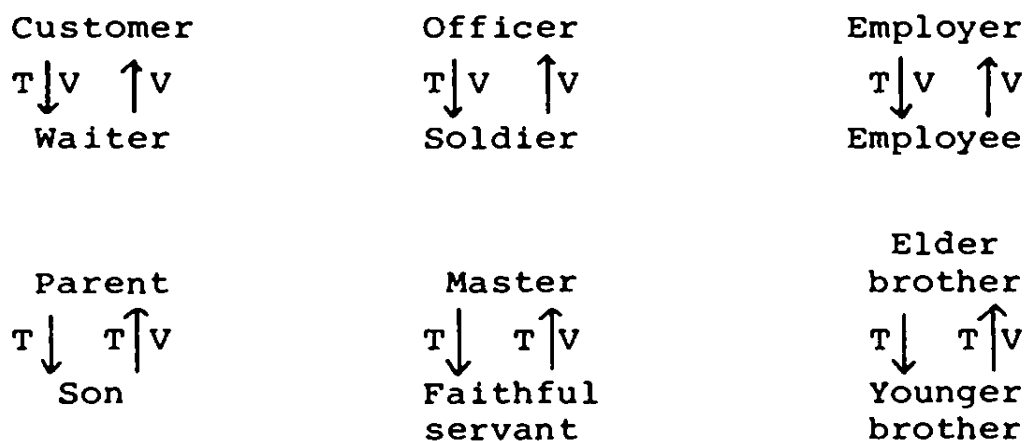 Customer Officer Employer
T V V T V V T V V
Waiter Soldier Employee
Elder
Parent Master brother
T T V T T V T T V
Son Faithful Younger
servant brother